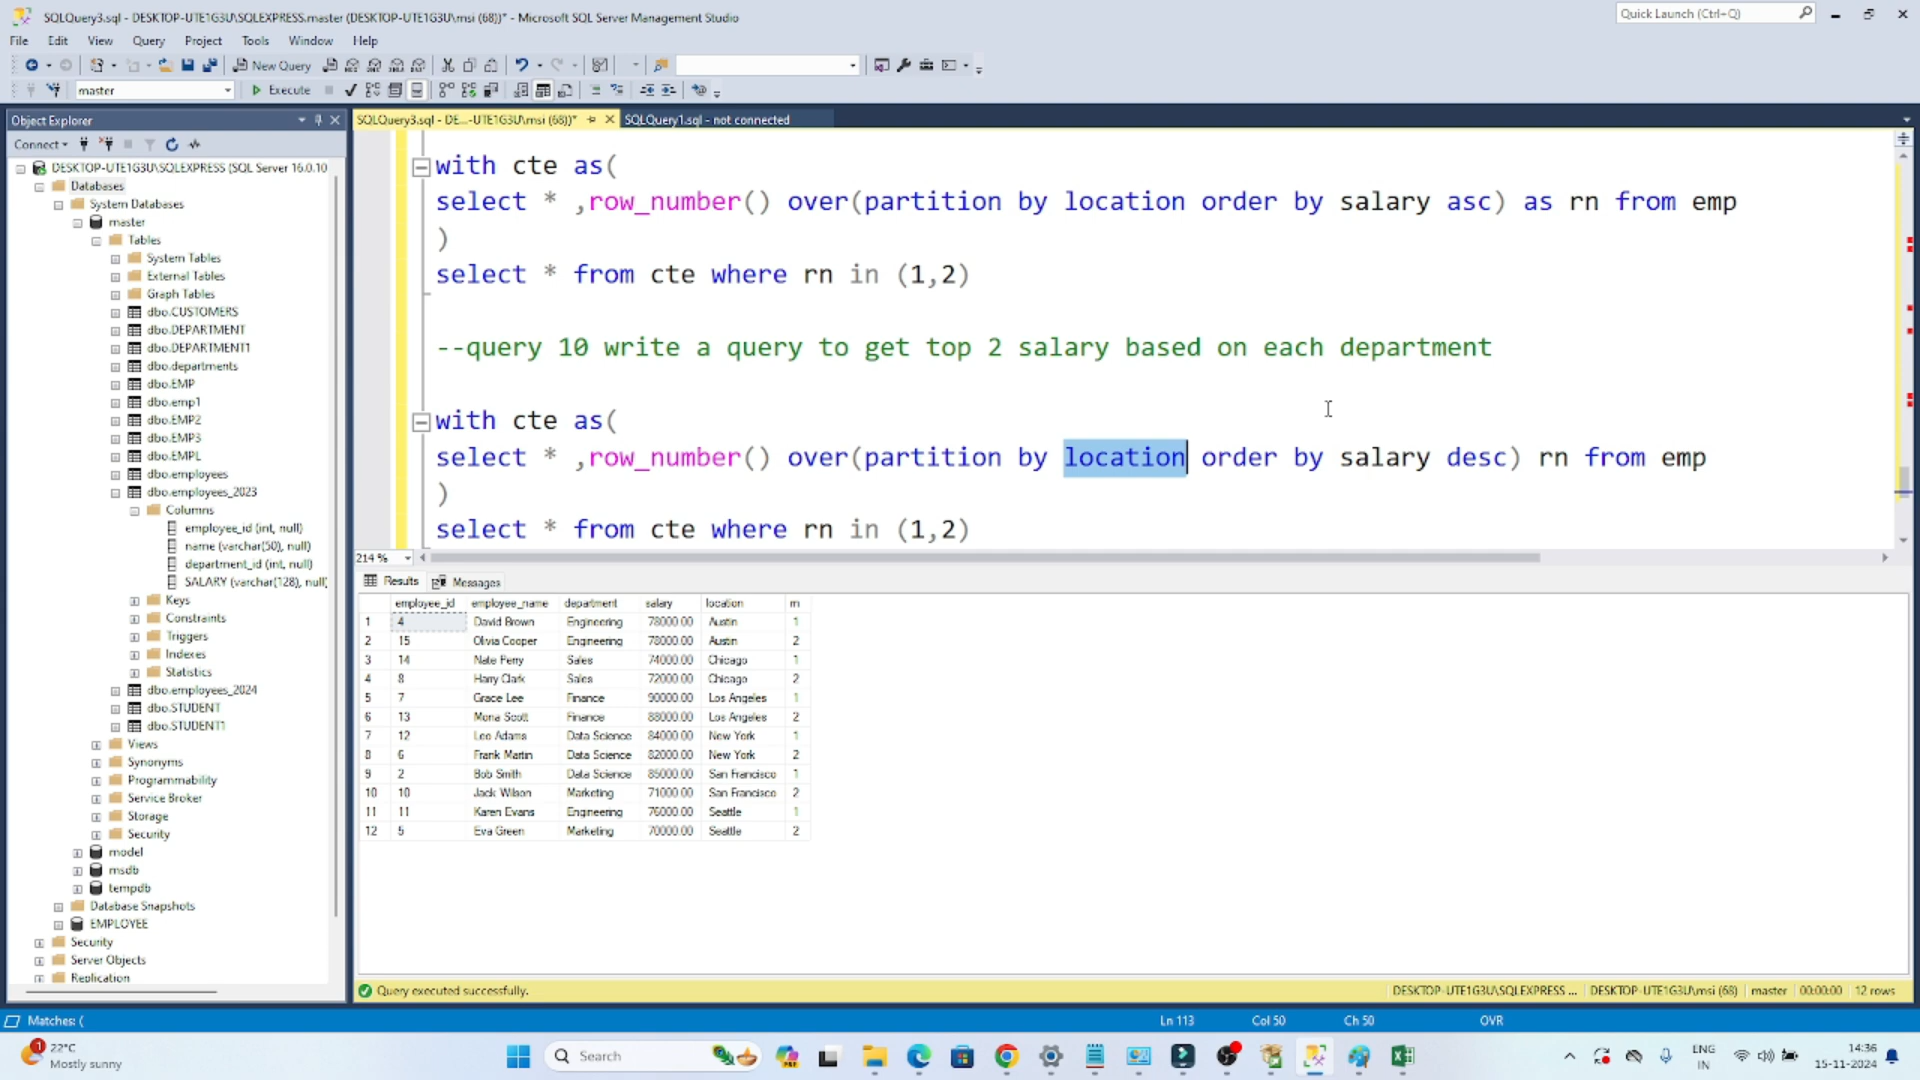 SQLQuery3.sql - DESKTOP-UTE1G3U\SQLEXPRESS.master (DESKTOP-UTE1G3U\msi (68))* - Microsoft SQL Server Management Studio
Quick Launch (Ctrl+Q)
File Edit View Query Project Tools Window Help
New Query
master
Execute
Object Explorer
SQLQuery3.sql - DE...-UTE1G3U\msi (68))*
SQLQuery1.sql - not connected
Connect
DESKTOP-UTE1G3U\SQLEXPRESS (SQL Server 16.0.10
Databases
System Databases
master
Tables
System Tables
External Tables
Graph Tables
dbo.CUSTOMERS
dbo.DEPARTMENT
dbo.DEPARTMENT1
dbo.departments
dbo.EMP
dbo.emp1
dbo.EMP2
dbo.EMP3
dbo.EMPL
dbo.employees
dbo.employees_2023
Columns
employee_id (int, null)
name (varchar(50), null)
department_id (int, null)
SALARY (varchar(128), null
Keys
Constraints
Triggers
Indexes
Statistics
dbo.employees_2024
dbo.STUDENT
dbo.STUDENT1
Views
Synonyms
Programmability
Service Broker
Storage
Security
model
msdb
tempdb
Database Snapshots
EMPLOYEE
Security
Server Objects
Replication
with cte as(
select * ,row_number() over(partition by location order by salary asc) as rn from emp
)
select * from cte where rn in (1,2)
--query 10 write a query to get top 2 salary based on each department
with cte as(
select * ,row_number() over(partition by location order by salary desc) rn from emp
)
select * from cte where rn in (1,2)
214 %
Results Messages
employee_id employee_name department salary location rn
1 4 David Brown Engineering 78000.00 Austin 1
2 15 Olivia Cooper Engineering 78000.00 Austin 2
3 14 Nate Perry Sales 74000.00 Chicago 1
4 8 Harry Clark Sales 72000.00 Chicago 2
5 7 Grace Lee Finance 90000.00 Los Angeles 1
6 13 Mona Scott Finance 88000.00 Los Angeles 2
7 12 Leo Adams Data Science 84000.00 New York 1
8 6 Frank Martin Data Science 82000.00 New York 2
9 2 Bob Smith Data Science 85000.00 San Francisco 1
10 10 Jack Wilson Marketing 71000.00 San Francisco 2
11 11 Karen Evans Engineering 76000.00 Seattle 1
12 5 Eva Green Marketing 70000.00 Seattle 2
Query executed successfully.
DESKTOP-UTE1G3U\SQLEXPRESS ... DESKTOP-UTE1G3U\msi (68) master 00:00:00 12 rows
Matches: (
Ln 113 Col 50 Ch 50 OVR
1
22°C
Mostly sunny
Search
ENG
IN
14:36
15-11-2024